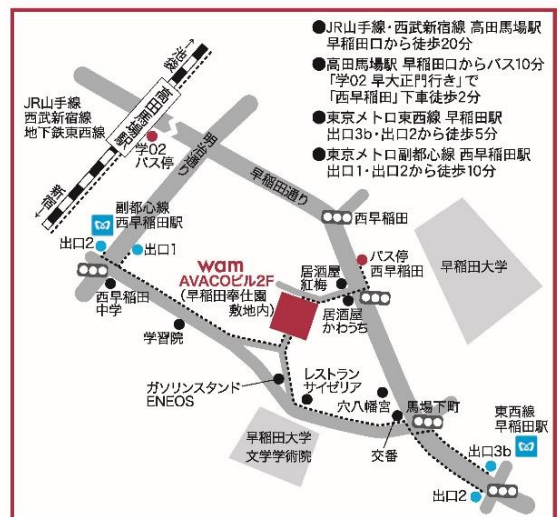 ●JR山手線・西武新宿線 高田馬場駅
早稲田口から徒歩20分
●高田馬場駅 早稲田口からバス10分
「学02 早大正門行き」で
「西早稲田」下車徒歩2分
●東京メトロ東西線 早稲田駅
出口3b・出口2から徒歩5分
●東京メトロ副都心線 西早稲田駅
出口1・出口2から徒歩10分
池袋
高田馬場駅
JR山手線
西武新宿線
地下鉄東西線
学02
バス停
明治通り
早稲田通り
新宿
副都心線
西早稲田駅
出口2
出口1
西早稲田
バス停
西早稲田
早稲田大学
wam
AVACOビル2F
(早稲田奉仕園
敷地内)
居酒屋
紅梅
居酒屋
かわうち
西早稲田
中学
学習院
ガソリンスタンド
ENEOS
レストラン
サイゼリア
穴八幡宮
馬場下町
交番
早稲田大学
文学学術院
東西線
早稲田駅
出口3b
出口2